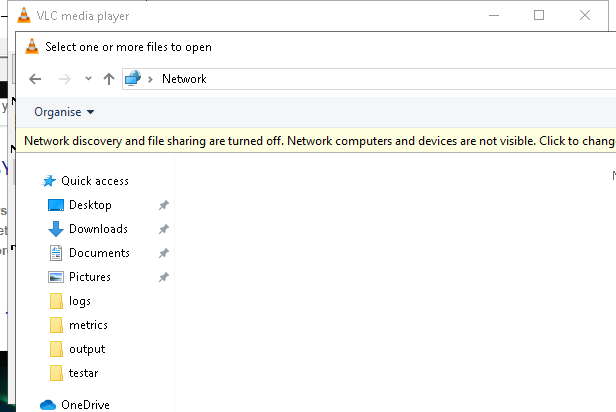 VLC media player
Select one or more files to open
Network
Organise
Network discovery and file sharing are turned off. Network computers and devices are not visible. Click to chang
Quick access
Desktop
Downloads
Documents
Pictures
logs
metrics
output
testar
OneDrive